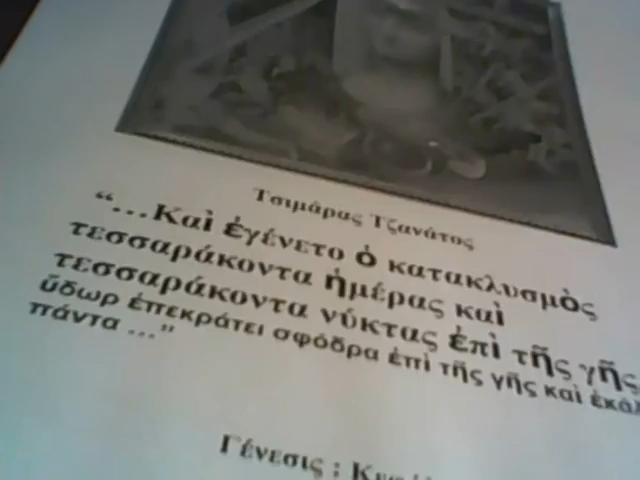 Τσιμάρας Τζανάτος
“...Καὶ ἐγένετο ὁ κατακλυσμὸς
τεσσαράκοντα ἡμέρας καὶ
τεσσαράκοντα νύκτας ἐπὶ τῆς γῆς
ὕδωρ ἐπεκράτει σφόδρα ἐπὶ τῆς γῆς καὶ
πάντα ...”
Γένεσις :